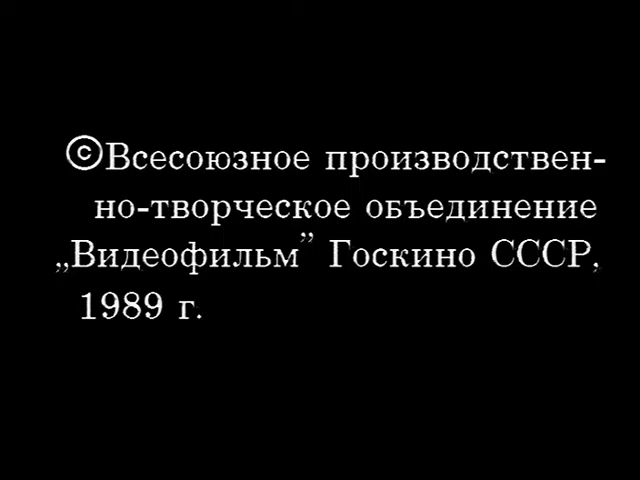 ©Всесоюзное производствен-
но-творческое объединение
„Видеофильм” Госкино СССР,
1989 г.